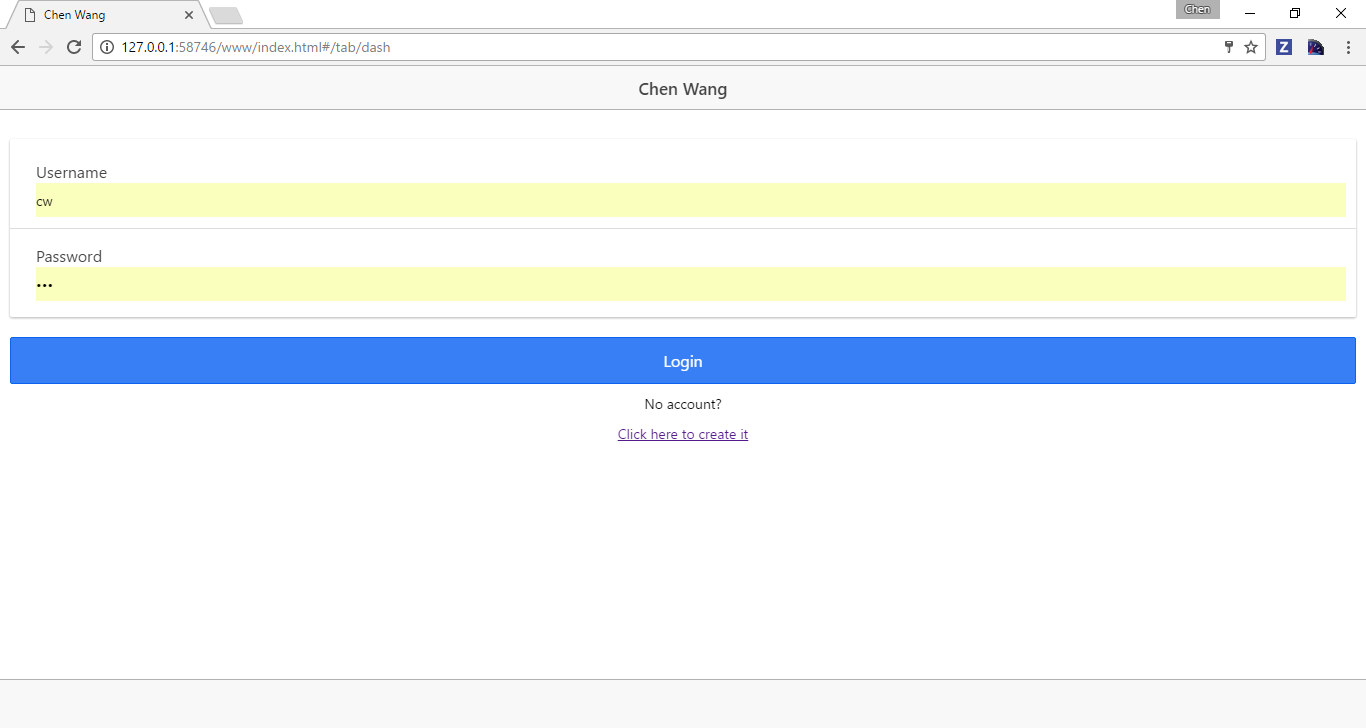 Chen Wang
Chen
127.0.0.1:58746/www/index.html#/tab/dash
Z
Chen Wang
Username
cw
Password
•••
Login
No account?
Click here to create it